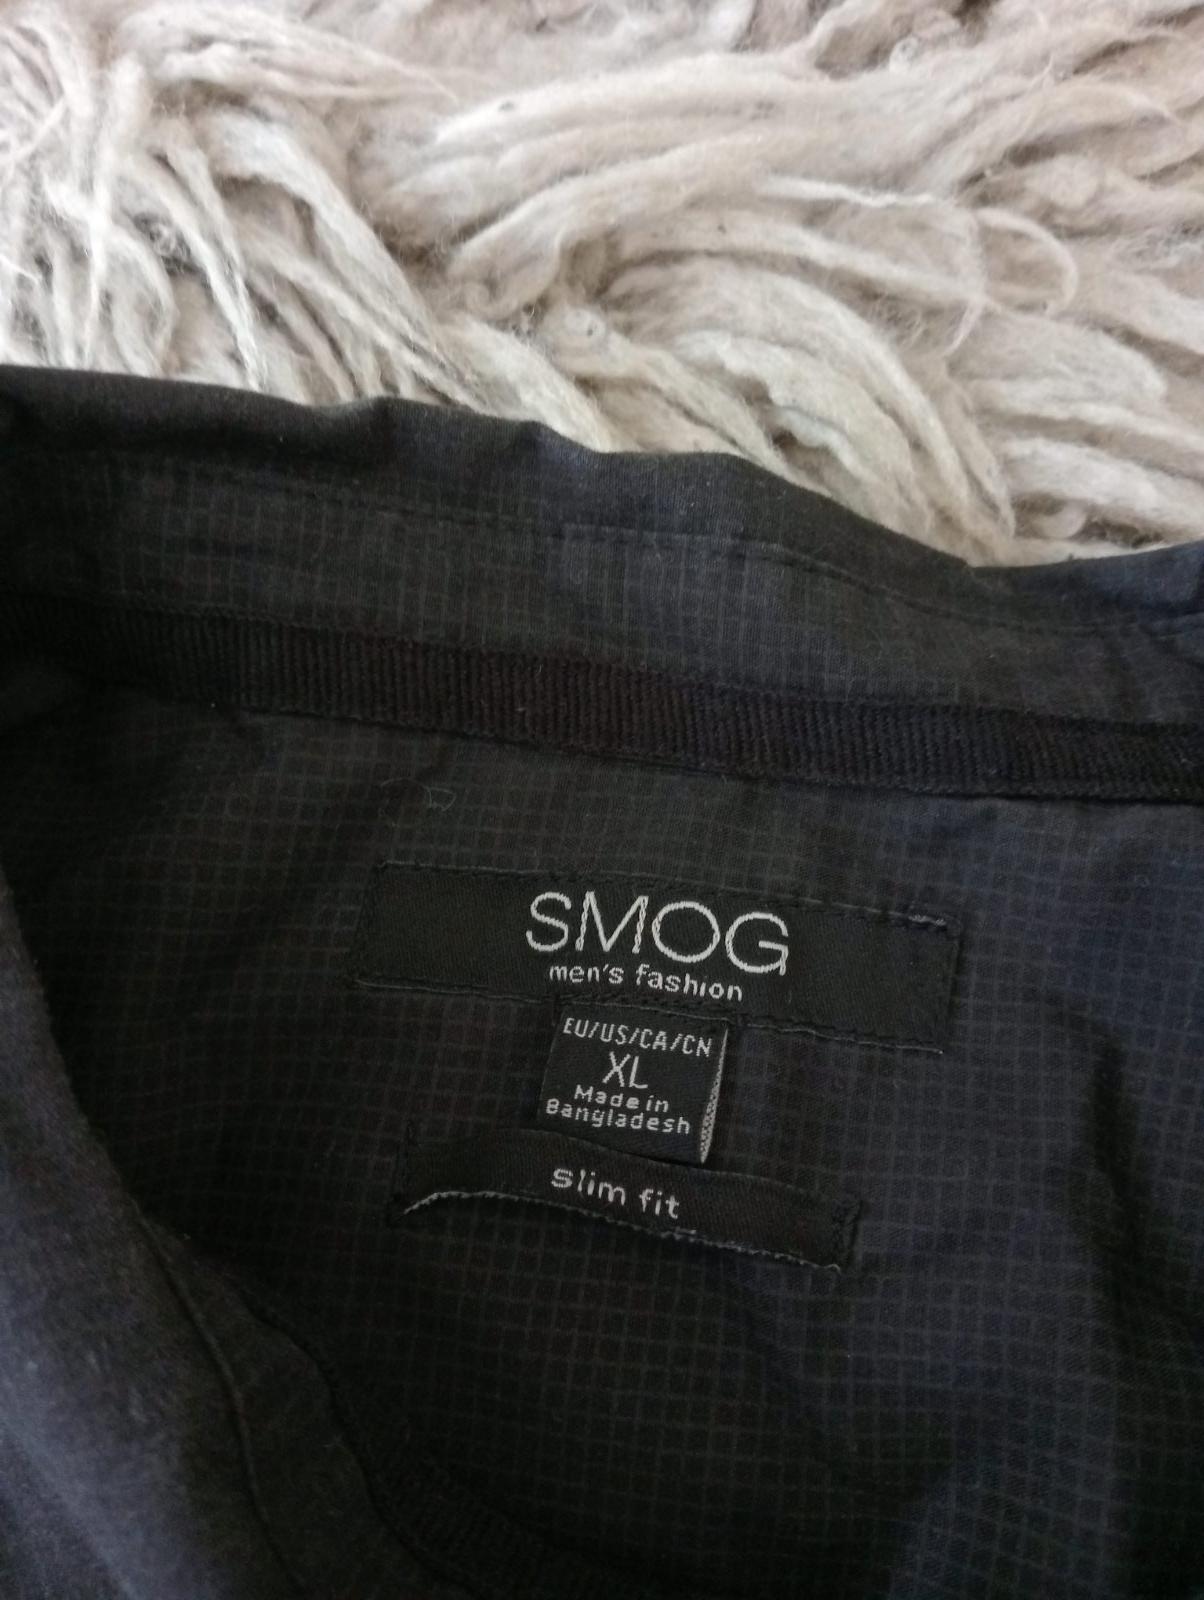 SMOG
men's fashion
EU/US/CA/CN
XL
Made in
Bangladesh
slim fit